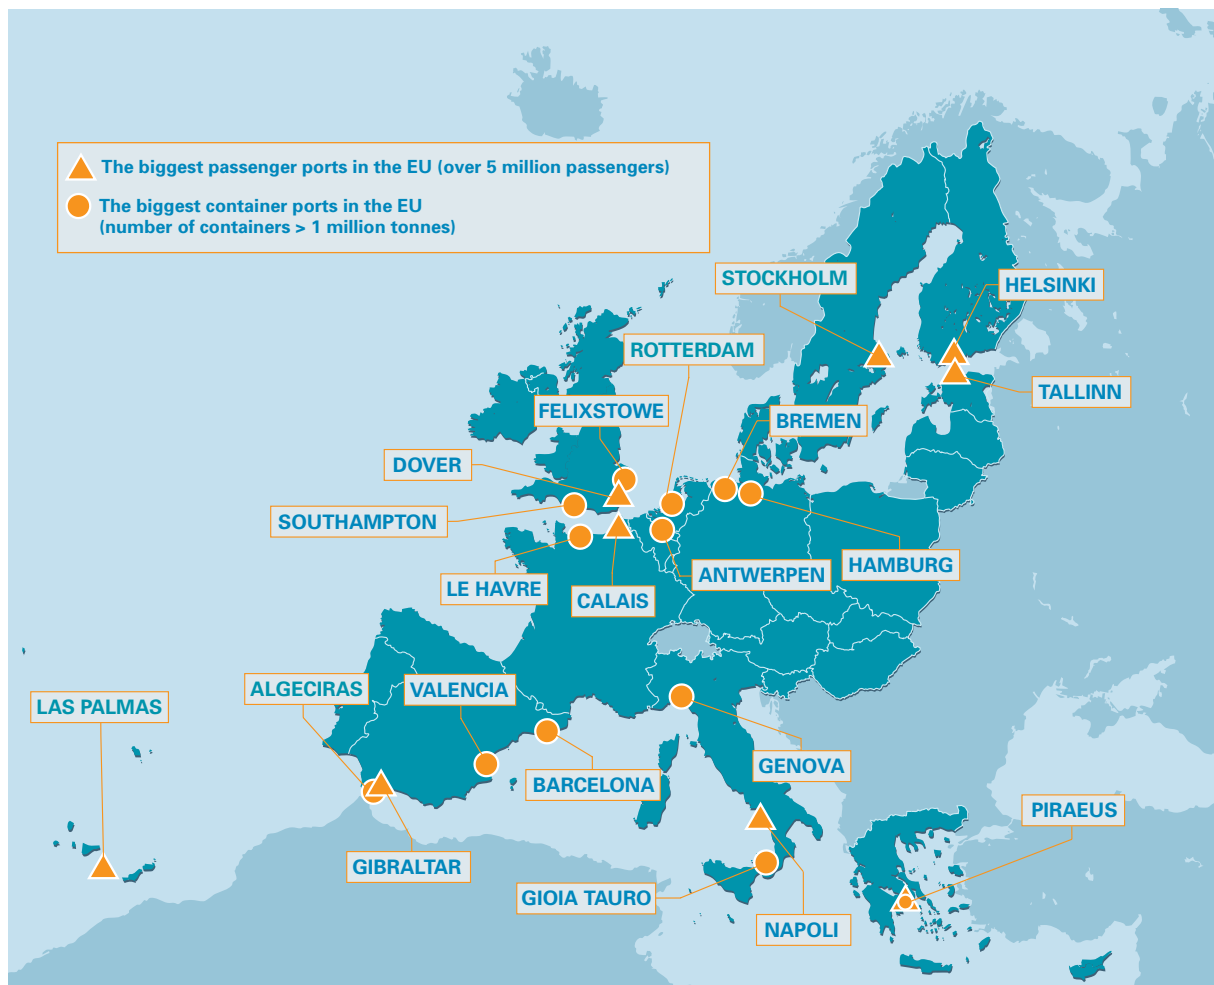 The biggest passenger ports in the EU (over 5 million passengers)
The biggest container ports in the EU
(number of containers > 1 million tonnes)
STOCKHOLM
HELSINKI
ROTTERDAM
TALLINN
FELIXSTOWE
BREMEN
DOVER
SOUTHAMPTON
HAMBURG
ANTWERPEN
LE HAVRE
CALAIS
ALGECIRAS
VALENCIA
LAS PALMAS
GENOVA
BARCELONA
PIRAEUS
GIBRALTAR
GIOIA TAURO
NAPOLI